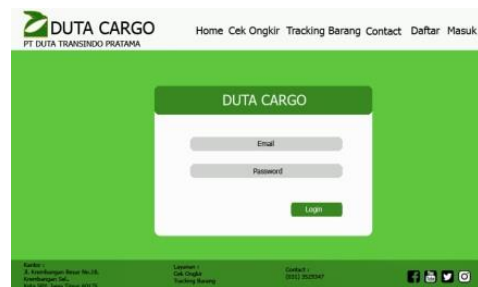 DUTA CARGO
PT DUTA TRANSINDO PRATAMA
Home Cek Ongkir Tracking Barang Contact Daftar Masuk
DUTA CARGO
Email
Password
Login
Kantor :
Jl. Krembangan Besar No.18,
Krembangan Sel.,
Layanan :
Cek Ongkir
Tracking Barang
Contact :